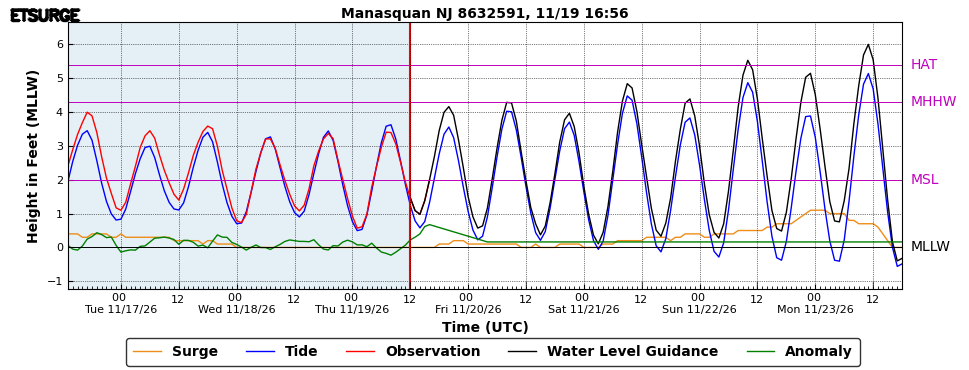 ETSURGE
Manasquan NJ 8632591, 11/19 16:56
Height in Feet (MLLW)
6
5
4
3
2
1
0
−1
HAT
MHHW
MSL
MLLW
00 12 00 12 00 12 00 12 00 12 00 12 00 12
Tue 11/17/26 Wed 11/18/26 Thu 11/19/26 Fri 11/20/26 Sat 11/21/26 Sun 11/22/26 Mon 11/23/26
Time (UTC)
Surge Tide Observation Water Level Guidance Anomaly